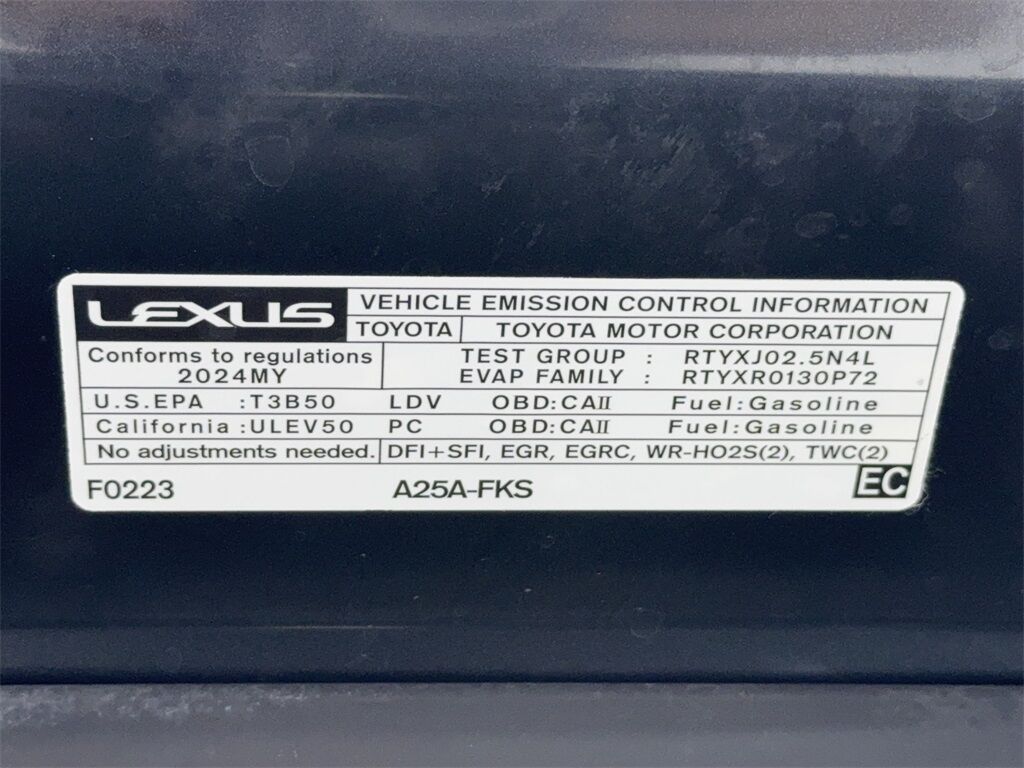 LEXUS VEHICLE EMISSION CONTROL INFORMATION
TOYOTA TOYOTA MOTOR CORPORATION
Conforms to regulations
2024MY
TEST GROUP : RTYXJ02.5N4L
EVAP FAMILY : RTYXR0130P72
U.S.EPA :T3B50 LDV OBD:CAII Fuel:Gasoline
California :ULEV50 PC OBD:CAII Fuel:Gasoline
No adjustments needed. DFI+SFI, EGR, EGRC, WR-HO2S(2), TWC(2)
F0223 A25A-FKS EC